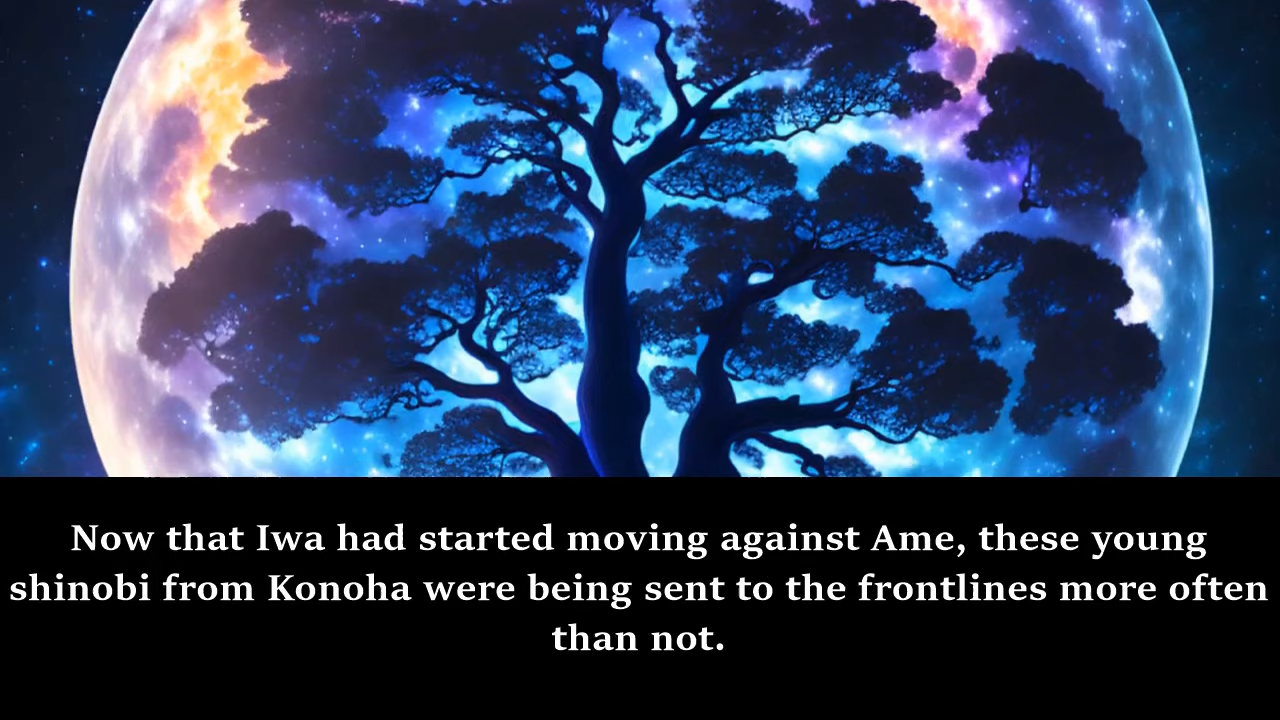 Now that Iwa had started moving against Ame, these young
shinobi from Konoha were being sent to the frontlines more often
than not.